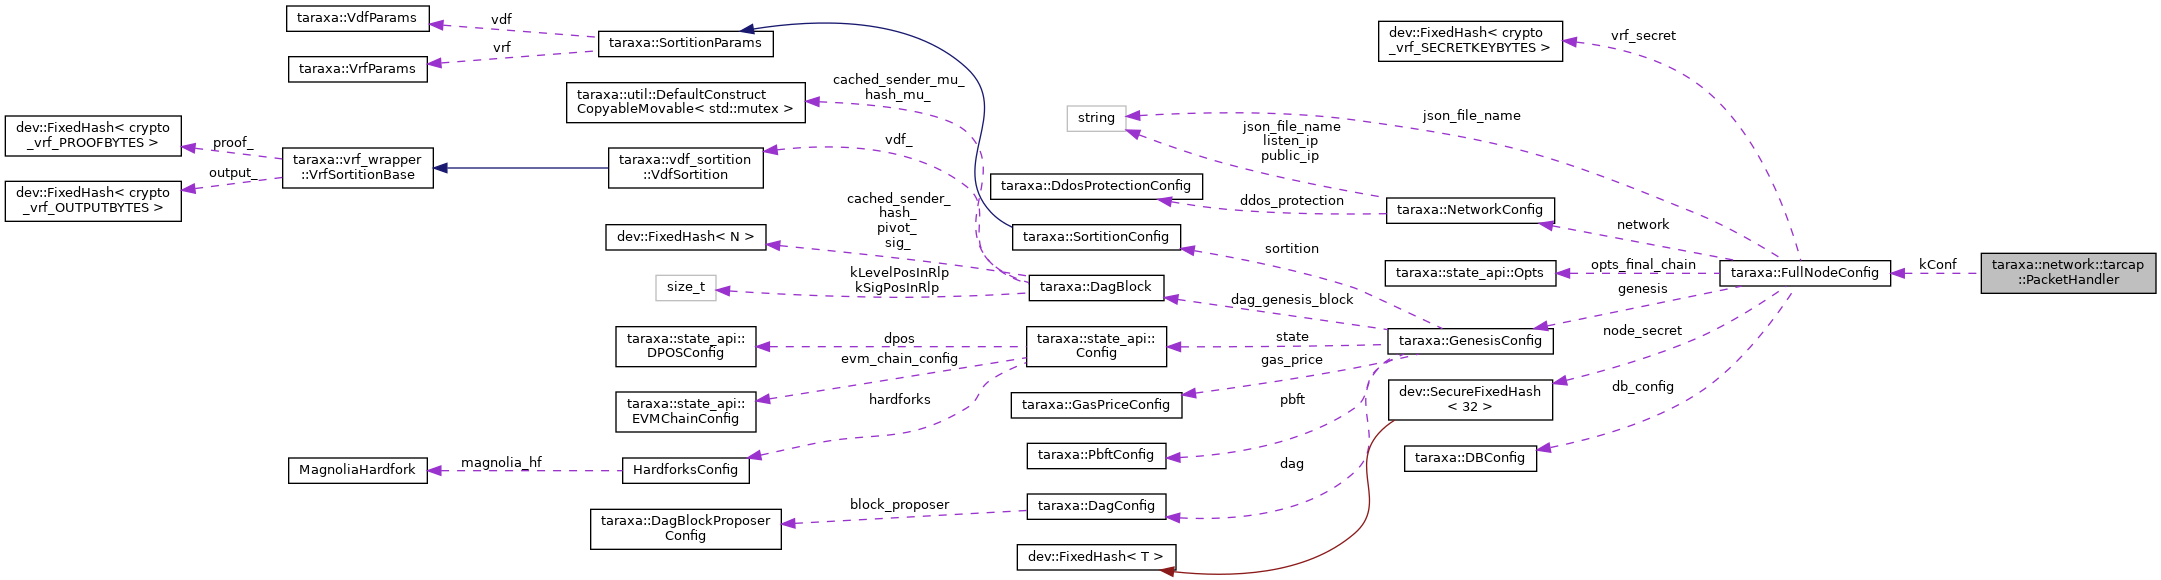 taraxa::VdfParams
vdf
taraxa::SortitionParams
vrf
taraxa::VrfParams
dev::FixedHash< crypto
_vrf_SECRETKEYBYTES >
vrf_secret
taraxa::util::DefaultConstruct
CopyableMovable< std::mutex >
cached_sender_mu_
hash_mu_
string
json_file_name
json_file_name
listen_ip
public_ip
dev::FixedHash< crypto
_vrf_PROOFBYTES >
proof_
taraxa::vrf_wrapper
::VrfSortitionBase
taraxa::vdf_sortition
::VdfSortition
vdf_
output_
dev::FixedHash< crypto
_vrf_OUTPUTBYTES >
taraxa::DdosProtectionConfig
ddos_protection
taraxa::NetworkConfig
network
cached_sender_
hash_
pivot_
sig_
dev::FixedHash< N >
taraxa::SortitionConfig
sortition
taraxa::state_api::Opts
opts_final_chain
taraxa::FullNodeConfig
kConf
taraxa::network::tarcap
::PacketHandler
size_t
kLevelPosInRlp
kSigPosInRlp
taraxa::DagBlock
dag_genesis_block
genesis
taraxa::state_api::
DPOSConfig
dpos
taraxa::state_api::
Config
state
taraxa::GenesisConfig
node_secret
evm_chain_config
gas_price
taraxa::state_api::
EVMChainConfig
hardforks
taraxa::GasPriceConfig
pbft
dev::SecureFixedHash
< 32 >
db_config
MagnoliaHardfork
magnolia_hf
HardforksConfig
taraxa::PbftConfig
dag
taraxa::DBConfig
taraxa::DagBlockProposer
Config
block_proposer
taraxa::DagConfig
dev::FixedHash< T >